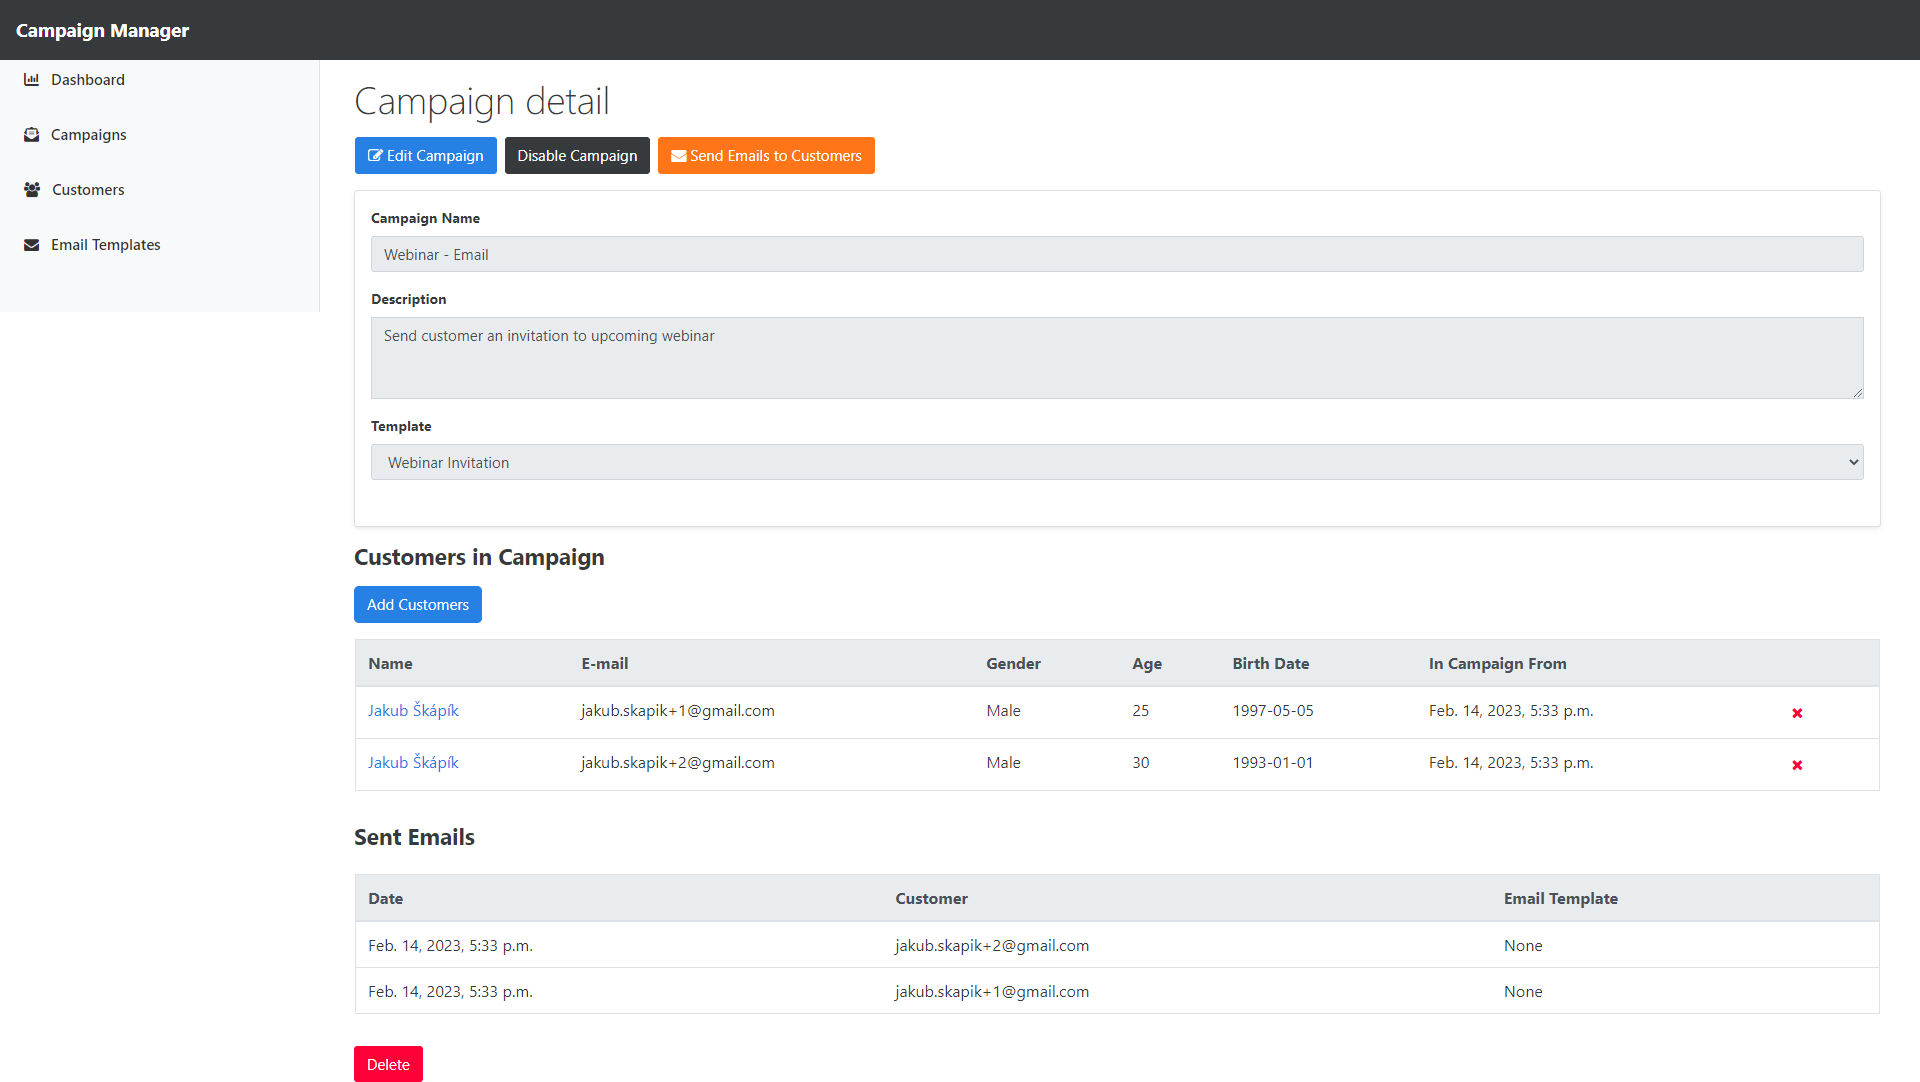 Campaign Manager
Dashboard
Campaigns
Customers
Email Templates
Campaign detail
Edit Campaign Disable Campaign Send Emails to Customers
Campaign Name
Webinar - Email
Description
Send customer an invitation to upcoming webinar
Template
Webinar Invitation
Customers in Campaign
Add Customers
Name E-mail Gender Age Birth Date In Campaign From
Jakub Škápík jakub.skapik+1@gmail.com Male 25 1997-05-05 Feb. 14, 2023, 5:33 p.m.
Jakub Škápík jakub.skapik+2@gmail.com Male 30 1993-01-01 Feb. 14, 2023, 5:33 p.m.
Sent Emails
Date Customer Email Template
Feb. 14, 2023, 5:33 p.m. jakub.skapik+2@gmail.com None
Feb. 14, 2023, 5:33 p.m. jakub.skapik+1@gmail.com None
Delete